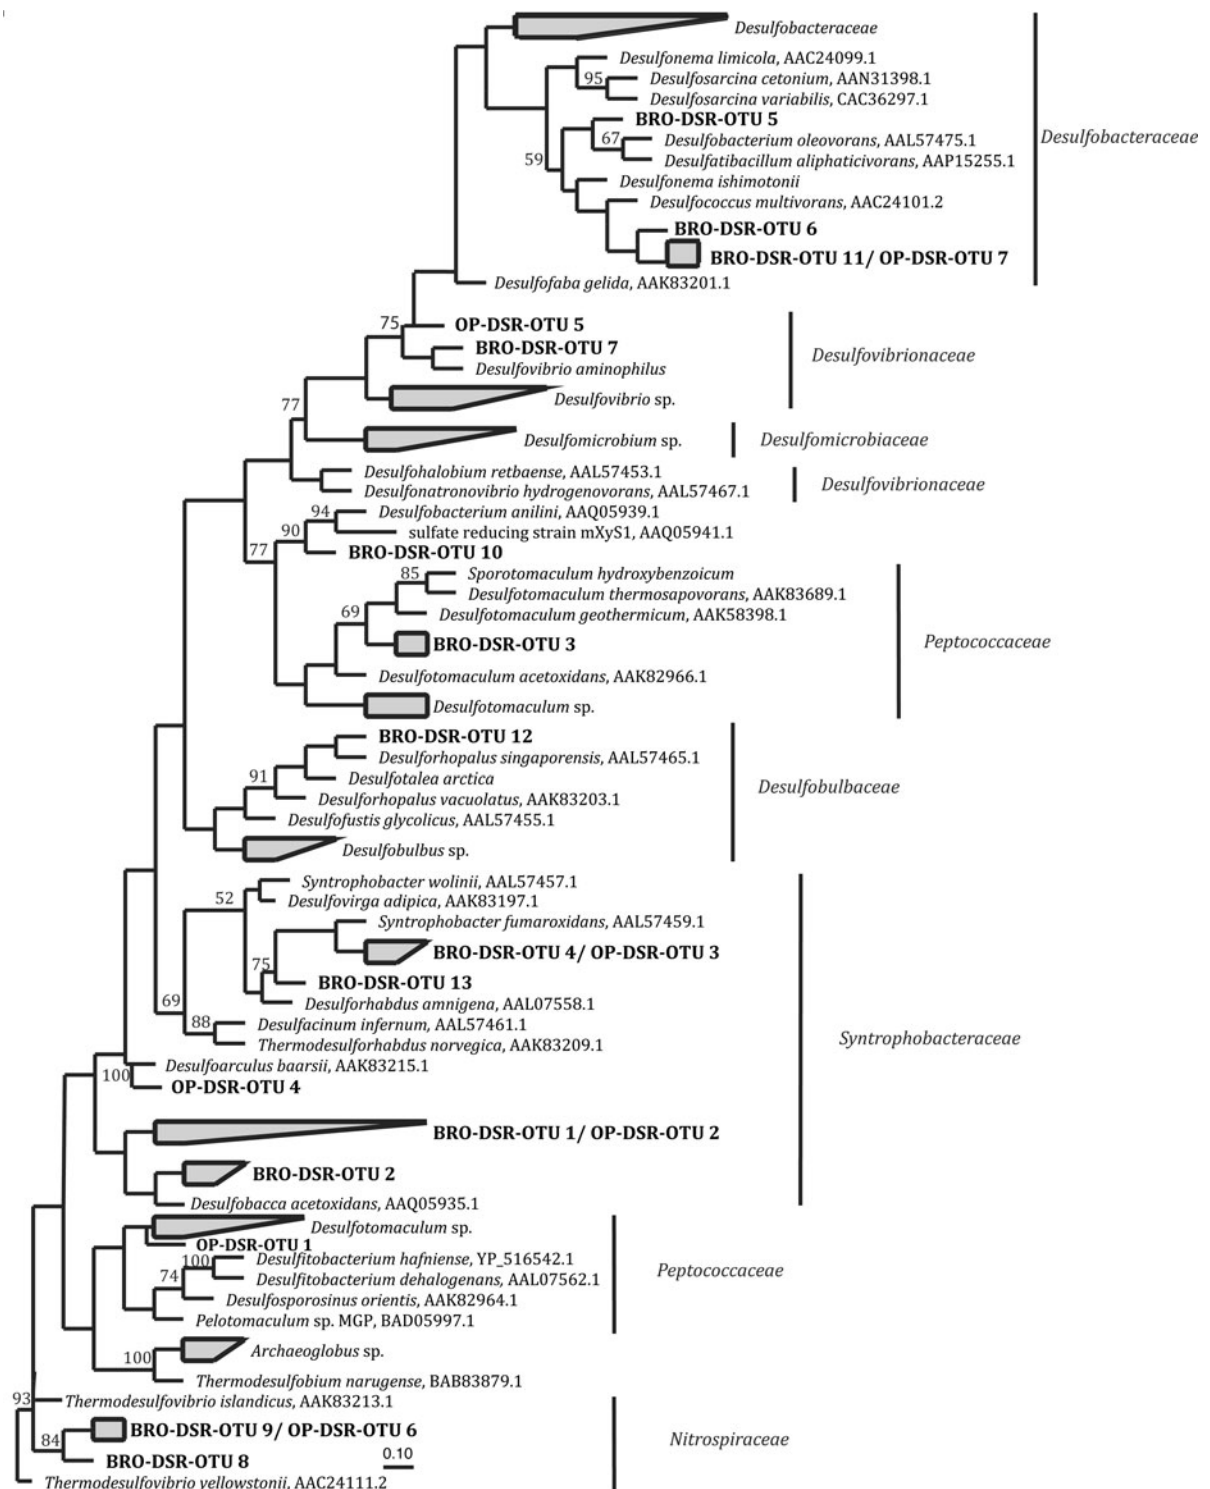 Desulfobacteraceae
Desulfonema limicola, AAC24099.1
95
Desulfosarcina cetonium, AAN31398.1
Desulfosarcina variabilis, CAC36297.1
BRO-DSR-OTU 5
67
Desulfobacterium oleovorans, AAL57475.1
Desulfobacteraceae
59
Desulfatibacillum aliphaticivorans, AAP15255.1
Desulfonema ishimotonii
Desulfococcus multivorans, AAC24101.2
BRO-DSR-OTU 6
BRO-DSR-OTU 11/ OP-DSR-OTU 7
Desulfofaba gelida, AAK83201.1
75
OP-DSR-OTU 5
BRO-DSR-OTU 7
Desulfovibrionaceae
Desulfovibrio aminophilus
Desulfovibrio sp.
77
Desulfomicrobium sp.
Desulfomicrobiaceae
Desulfohalobium retbaense, AAL57453.1
Desulfovibrionaceae
Desulfonatronovibrio hydrogenovorans, AAL57467.1
94
Desulfobacterium anilini, AAQ05939.1
90
sulfate reducing strain mXyS1, AAQ05941.1
77
BRO-DSR-OTU 10
85
Sporotomaculum hydroxybenzoicum
Desulfotomaculum thermosapovorans, AAK83689.1
69
Desulfotomaculum geothermicum, AAK58398.1
BRO-DSR-OTU 3
Peptococcaceae
Desulfotomaculum acetoxidans, AAK82966.1
Desulfotomaculum sp.
BRO-DSR-OTU 12
Desulforhopalus singaporensis, AAL57465.1
91
Desulfotalea arctica
Desulfobulbaceae
Desulforhopalus vacuolatus, AAK83203.1
Desulfofustis glycolicus, AAL57455.1
Desulfobulbus sp.
Syntrophobacter wolinii, AAL57457.1
52
Desulfovirga adipica, AAK83197.1
Syntrophobacter fumaroxidans, AAL57459.1
BRO-DSR-OTU 4/ OP-DSR-OTU 3
75
BRO-DSR-OTU 13
69
Desulforhabdus amnigena, AAL07558.1
88
Desulfacinum infernum, AAL57461.1
Syntrophobacteraceae
Thermodesulforhabdus norvegica, AAK83209.1
Desulfoarculus baarsii, AAK83215.1
100
OP-DSR-OTU 4
BRO-DSR-OTU 1/ OP-DSR-OTU 2
BRO-DSR-OTU 2
Desulfobacca acetoxidans, AAQ05935.1
Desulfotomaculum sp.
OP-DSR-OTU 1
100
Desulfitobacterium hafniense, YP_516542.1
74
Desulfitobacterium dehalogenans, AAL07562.1
Peptococcaceae
Desulfosporosinus orientis, AAK82964.1
Pelotomaculum sp. MGP, BAD05997.1
Archaeoglobus sp.
100
Thermodesulfobium narugense, BAB83879.1
93
Thermodesulfovibrio islandicus, AAK83213.1
BRO-DSR-OTU 9/ OP-DSR-OTU 6
84
Nitrospiraceae
BRO-DSR-OTU 8
0.10
Thermodesulfovibrio yellowstonii, AAC24111.2